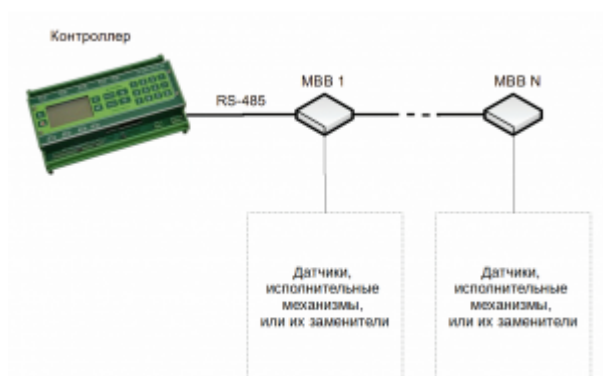 Контроллер
RS-485
МВВ 1
МВВ N
Датчики,
исполнительные
механизмы,
или их заменители
Датчики,
исполнительные
механизмы,
или их заменители